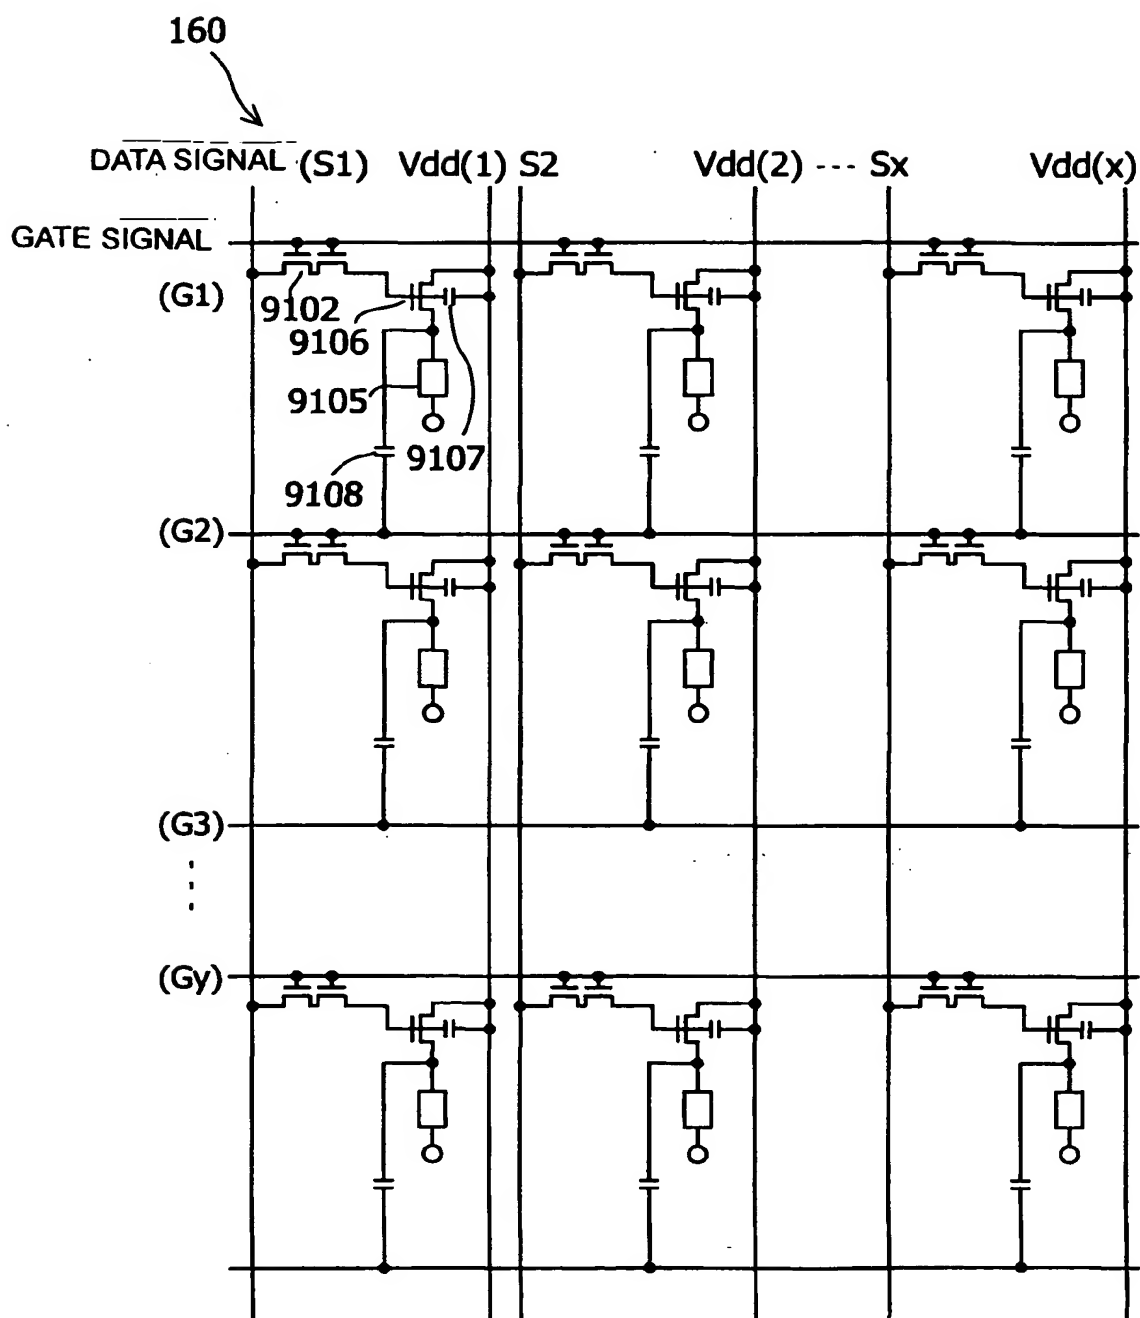 160
DATA SIGNAL (S1) Vdd(1) S2 Vdd(2) --- Sx Vdd(x)
GATE SIGNAL
(G1)
9102
9106
9105
9107
9108
(G2)
(G3)
(Gy)